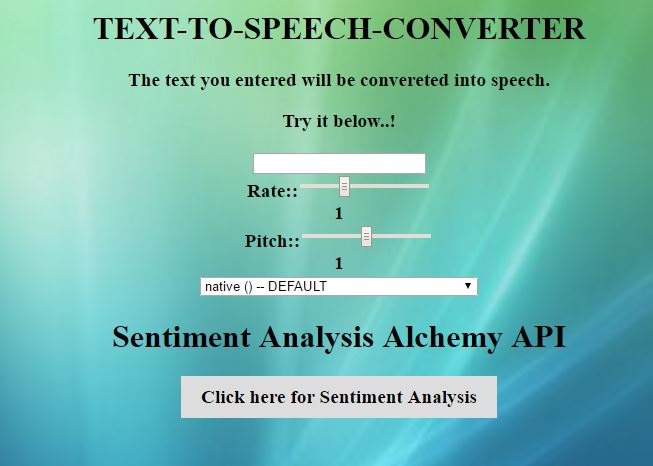 TEXT-TO-SPEECH-CONVERTER
The text you entered will be convereted into speech.
Try it below..!
Rate::
1
Pitch::
1
native () -- DEFAULT
Sentiment Analysis Alchemy API
Click here for Sentiment Analysis